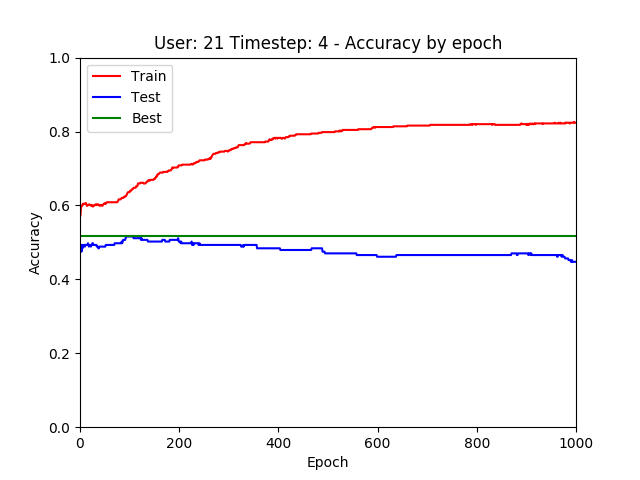 User: 21 Timestep: 4 - Accuracy by epoch
1.0
0.8
0.6
0.4
0.2
0.0
Accuracy
Train
Test
Best
0 200 400 600 800 1000
Epoch